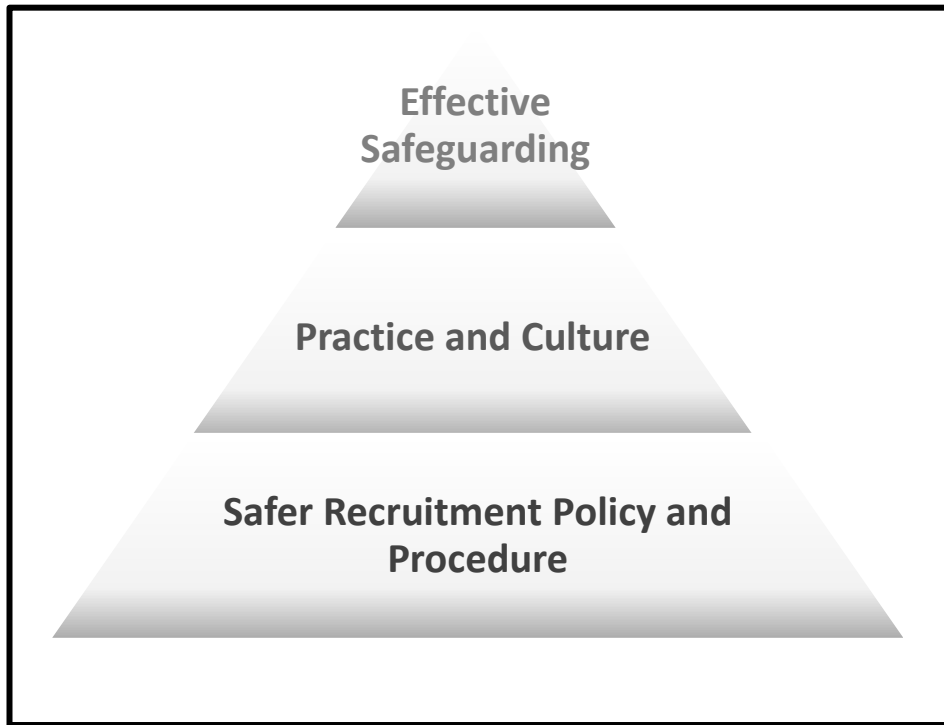 Effective
Safeguarding
Practice and Culture
Safer Recruitment Policy and
Procedure